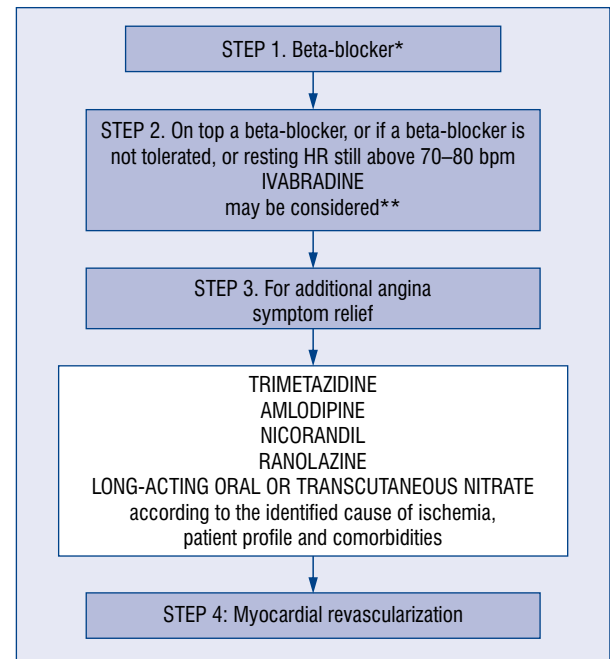 STEP 1. Beta-blocker*
STEP 2. On top a beta-blocker, or if a beta-blocker is
not tolerated, or resting HR still above 70–80 bpm
IVABRADINE
may be considered**
STEP 3. For additional angina
symptom relief
TRIMETAZIDINE
AMLODIPINE
NICORANDIL
RANOLAZINE
LONG-ACTING ORAL OR TRANSCUTANEOUS NITRATE
according to the identified cause of ischemia,
patient profile and comorbidities
STEP 4: Myocardial revascularization